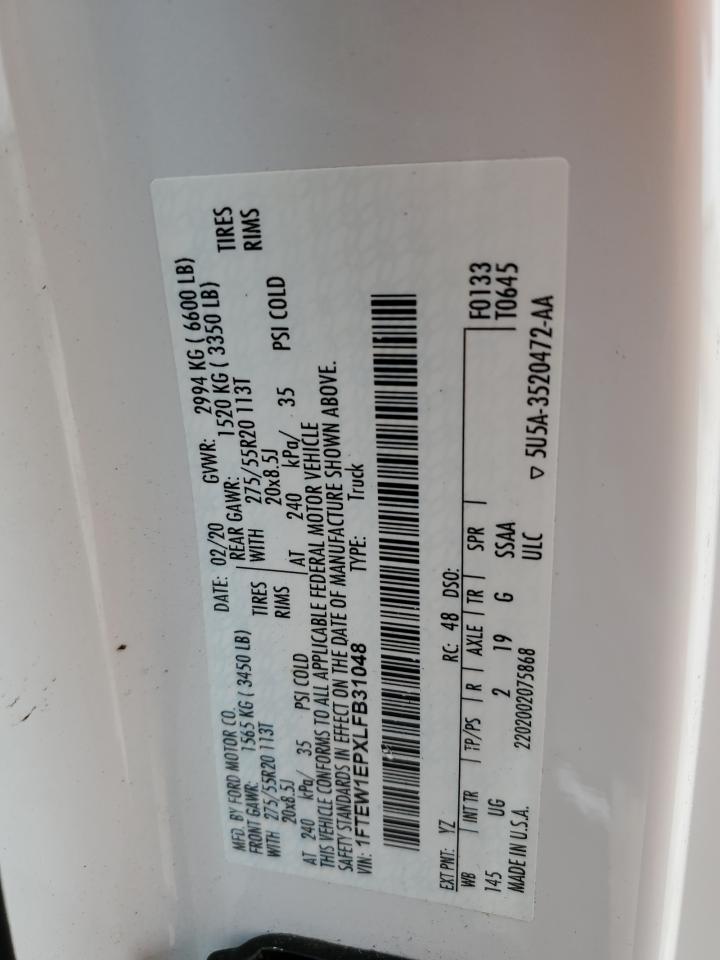 MFD. BY FORD MOTOR CO. DATE: 02/20 GVWR: 2994 KG ( 6600 LB)
FRONT GAWR: 1565 KG ( 3450 LB) REAR GAWR: 1520 KG ( 3350 LB)
WITH 275/55R20 113T TIRES WITH 275/55R20 113T TIRES
20x8.5J RIMS 20x8.5J RIMS
AT 240 kPa/ 35 PSI COLD AT 240 kPa/ 35 PSI COLD
THIS VEHICLE CONFORMS TO ALL APPLICABLE FEDERAL MOTOR VEHICLE
SAFETY STANDARDS IN EFFECT ON THE DATE OF MANUFACTURE SHOWN ABOVE.
VIN: 1FTEW1EPXLFB31048 TYPE: Truck
EXT PNT: YZ RC: 48 DSO:
WB INT TR TP/PS R AXLE TR SPR F0133
145 UG 2 19 G SSAA T0645
MADE IN U.S.A. 2202002075868 ULC
▽ 5U5A-3520472-AA